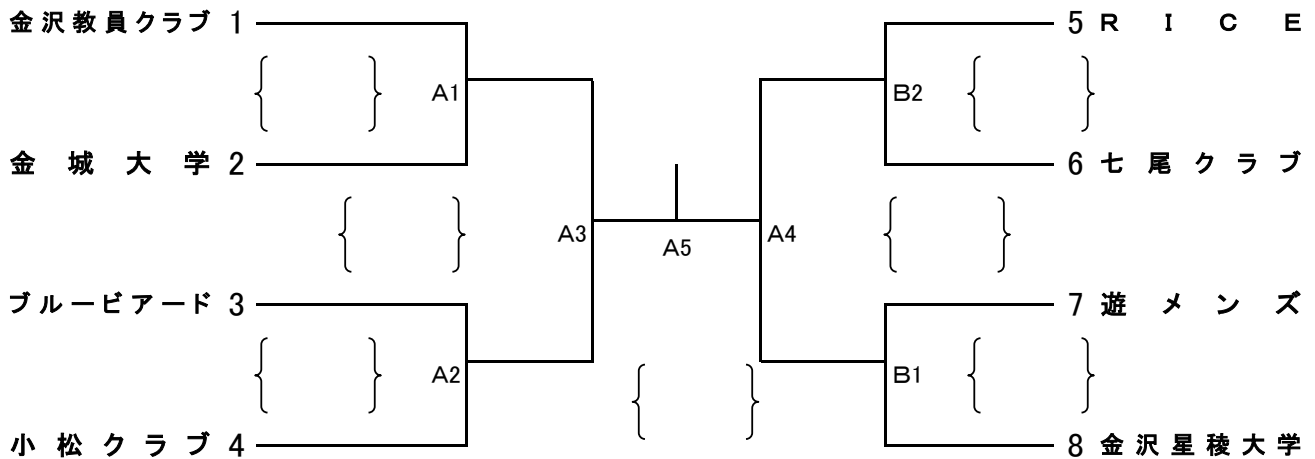 金沢教員クラブ 1
A1
金城大学 2
A3
ブルービアード 3
A2
小松クラブ 4
A5
5 RICE
B2
6 七尾クラブ
A4
7 遊メンズ
B1
8 金沢星稜大学